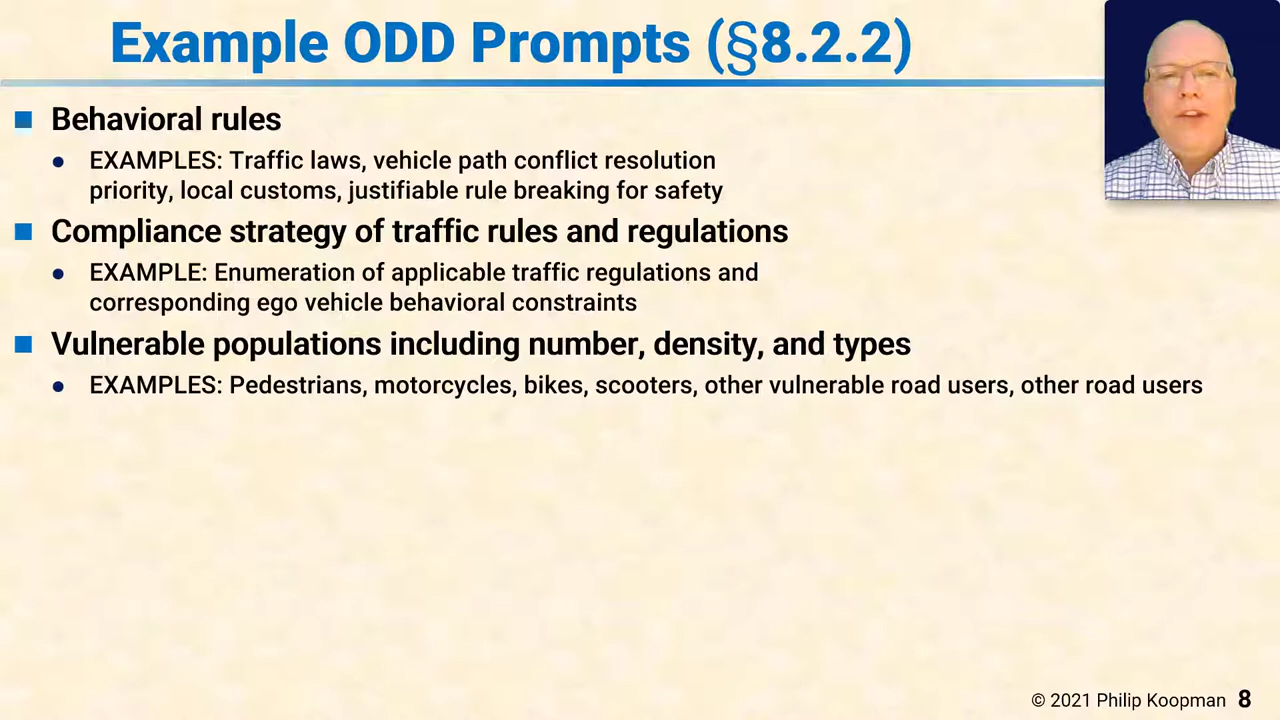 Example ODD Prompts (§8.2.2)
Behavioral rules
EXAMPLES: Traffic laws, vehicle path conflict resolution
priority, local customs, justifiable rule breaking for safety
Compliance strategy of traffic rules and regulations
EXAMPLE: Enumeration of applicable traffic regulations and
corresponding ego vehicle behavioral constraints
Vulnerable populations including number, density, and types
EXAMPLES: Pedestrians, motorcycles, bikes, scooters, other vulnerable road users, other road users
© 2021 Philip Koopman 8